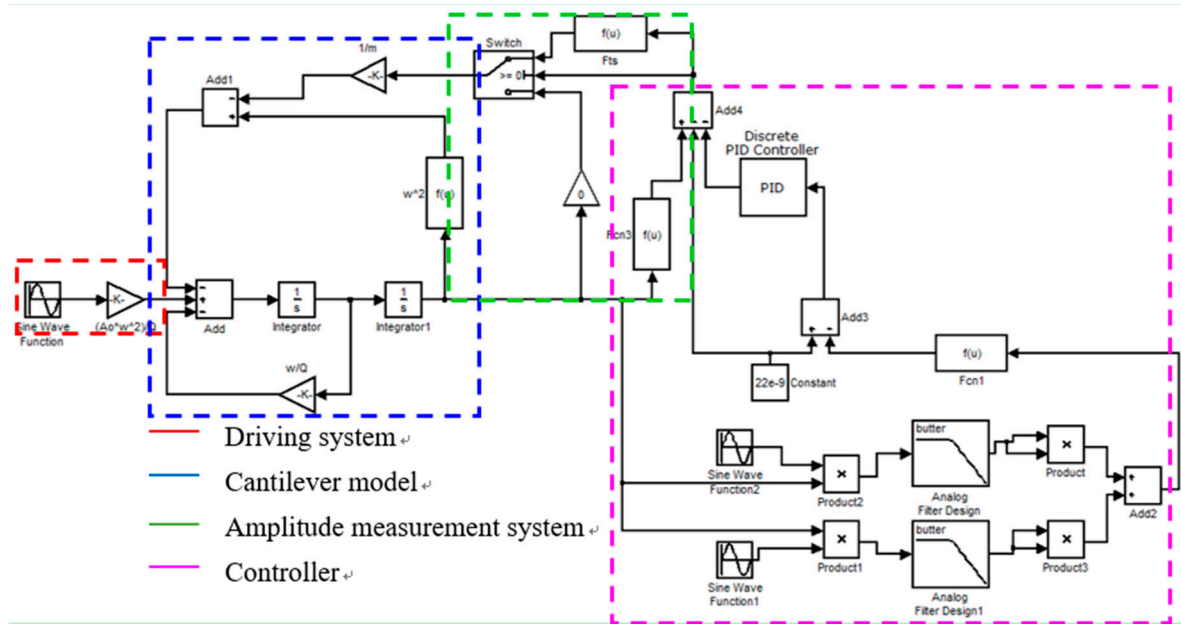 Switch
>= 0
f(u)
Fts
1/m
-K-
Add1
-
+
w^2
f(u)
0
Fcn3
f(u)
+
-
-
Add4
Discrete
PID Controller
PID
Sine Wave
Function
-K-
(Ao*w^2)/Q
-
+
-
Add
1
s
Integrator
1
s
Integrator1
w/Q
-K-
+
-
Add3
22e-9
Constant
f(u)
Fcn1
Driving system
Cantilever model
Amplitude measurement system
Controller
Sine Wave
Function2
×
Product2
butter
Analog
Filter Design
×
Product
+
+
Add2
Sine Wave
Function1
×
Product1
butter
Analog
Filter Design1
×
Product3